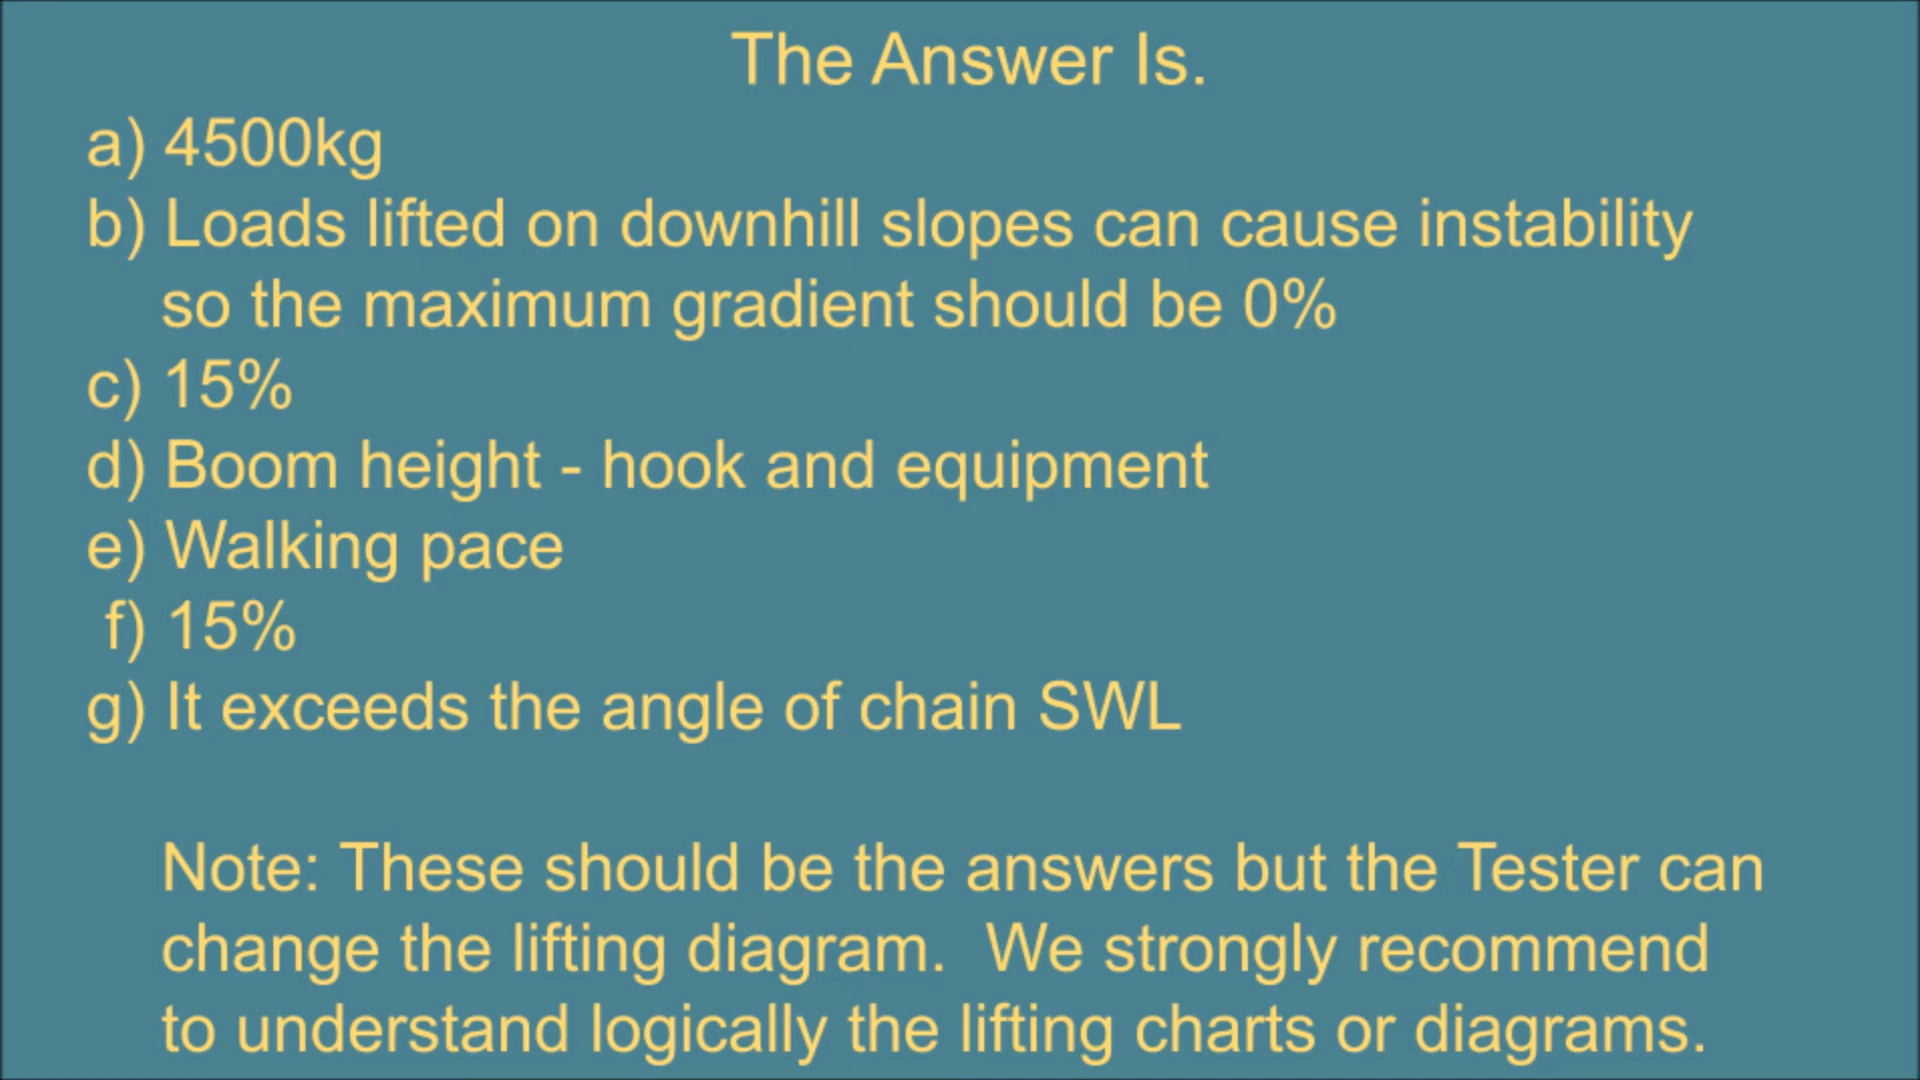 The Answer Is.
a) 4500kg
b) Loads lifted on downhill slopes can cause instability
so the maximum gradient should be 0%
c) 15%
d) Boom height - hook and equipment
e) Walking pace
f) 15%
g) It exceeds the angle of chain SWL
Note: These should be the answers but the Tester can
change the lifting diagram. We strongly recommend
to understand logically the lifting charts or diagrams.